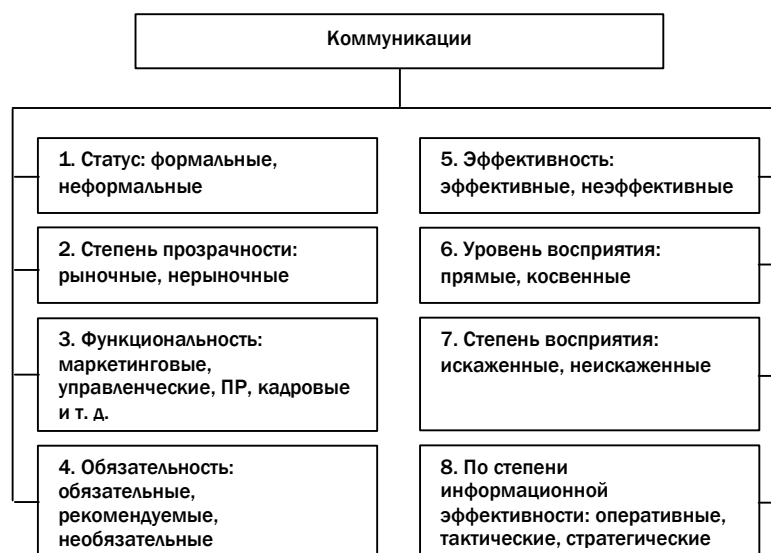 Коммуникации
1. Статус: формальные,
неформальные
2. Степень прозрачности:
рыночные, нерыночные
3. Функциональность:
маркетинговые,
управленческие, ПР, кадровые
и т. д.
4. Обязательность:
обязательные,
рекомендуемые,
необязательные
5. Эффективность:
эффективные, неэффективные
6. Уровень восприятия:
прямые, косвенные
7. Степень восприятия:
искаженные, неискаженные
8. По степени
информационной
эффективности: оперативные,
тактические, стратегические